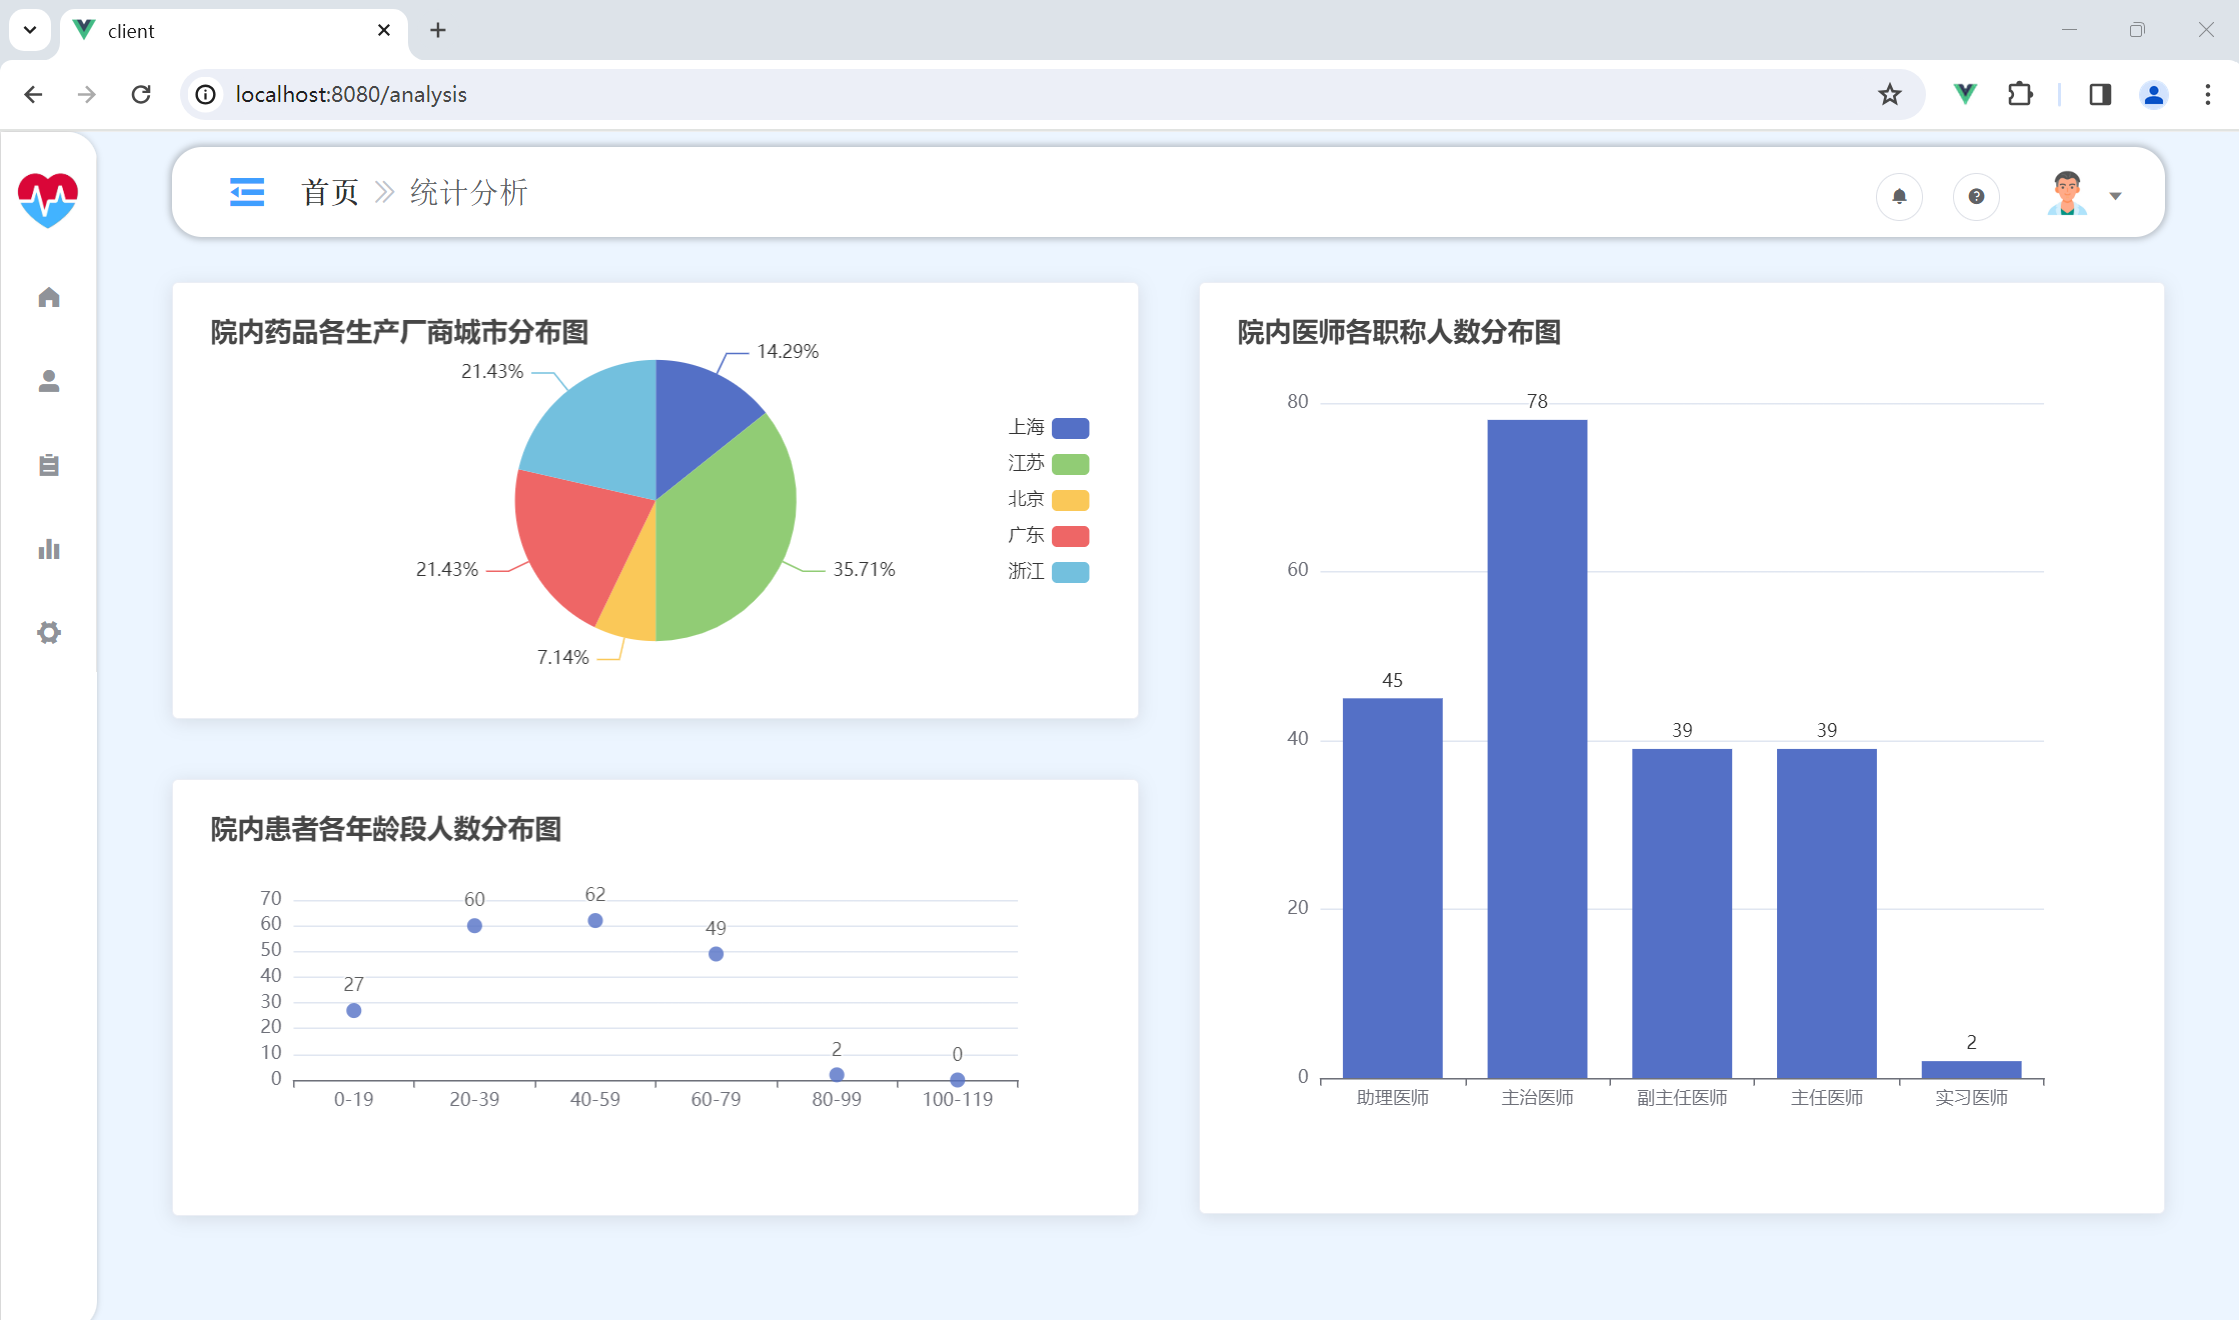 client
localhost:8080/analysis
首页 统计分析
院内药品各生产厂商城市分布图
14.29%
21.43%
上海
江苏
北京
广东
浙江
21.43%
35.71%
7.14%
院内患者各年龄段人数分布图
70
60
50
40
30
20
10
0
27
60
62
49
2
0
0-19
20-39
40-59
60-79
80-99
100-119
院内医师各职称人数分布图
80
60
40
20
0
45
78
39
39
2
助理医师
主治医师
副主任医师
主任医师
实习医师